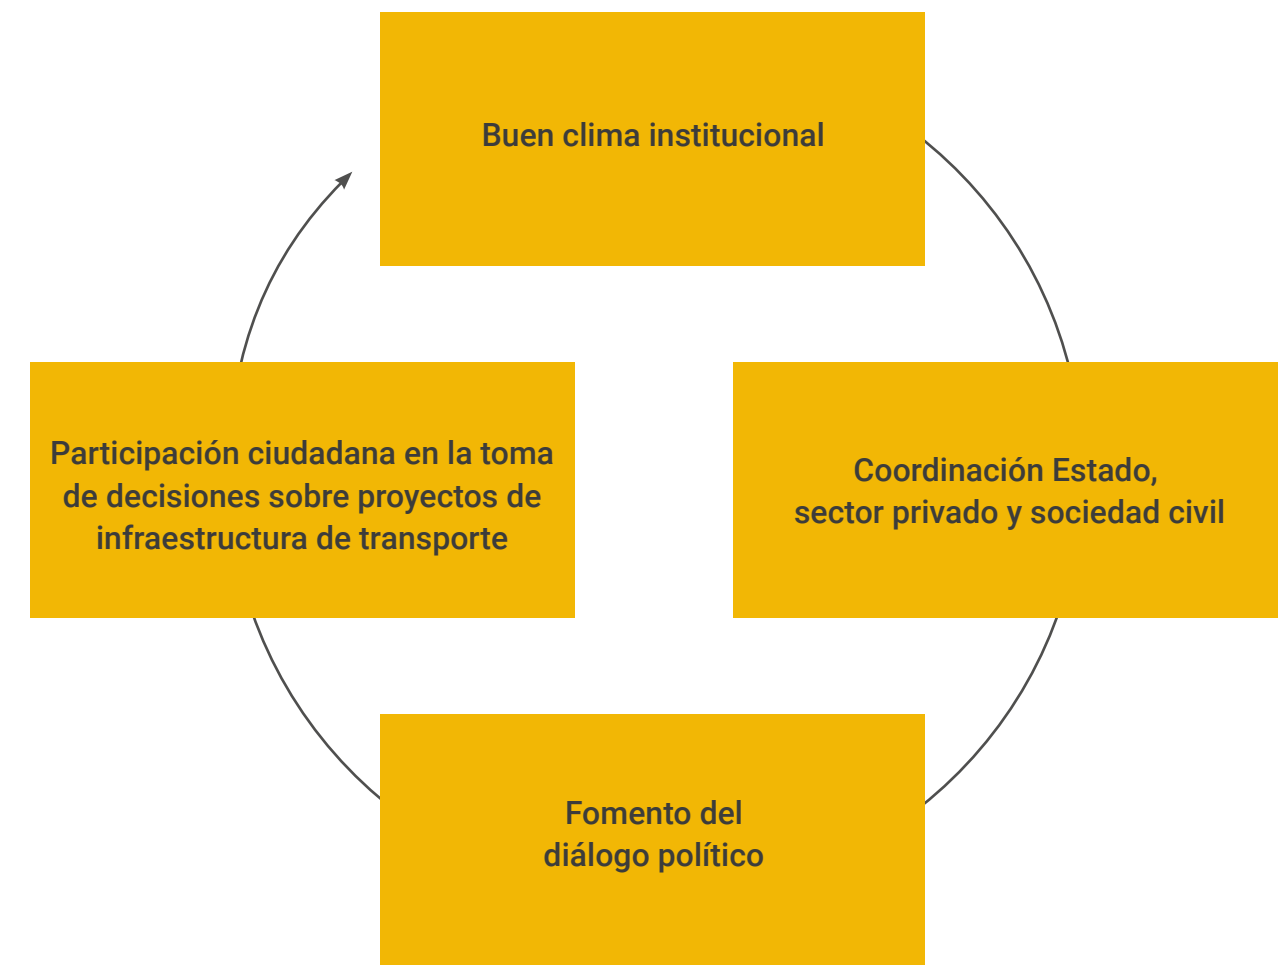 Buen clima institucional
Participación ciudadana en la toma
de decisiones sobre proyectos de
infraestructura de transporte
Coordinación Estado,
sector privado y sociedad civil
Fomento del
diálogo político